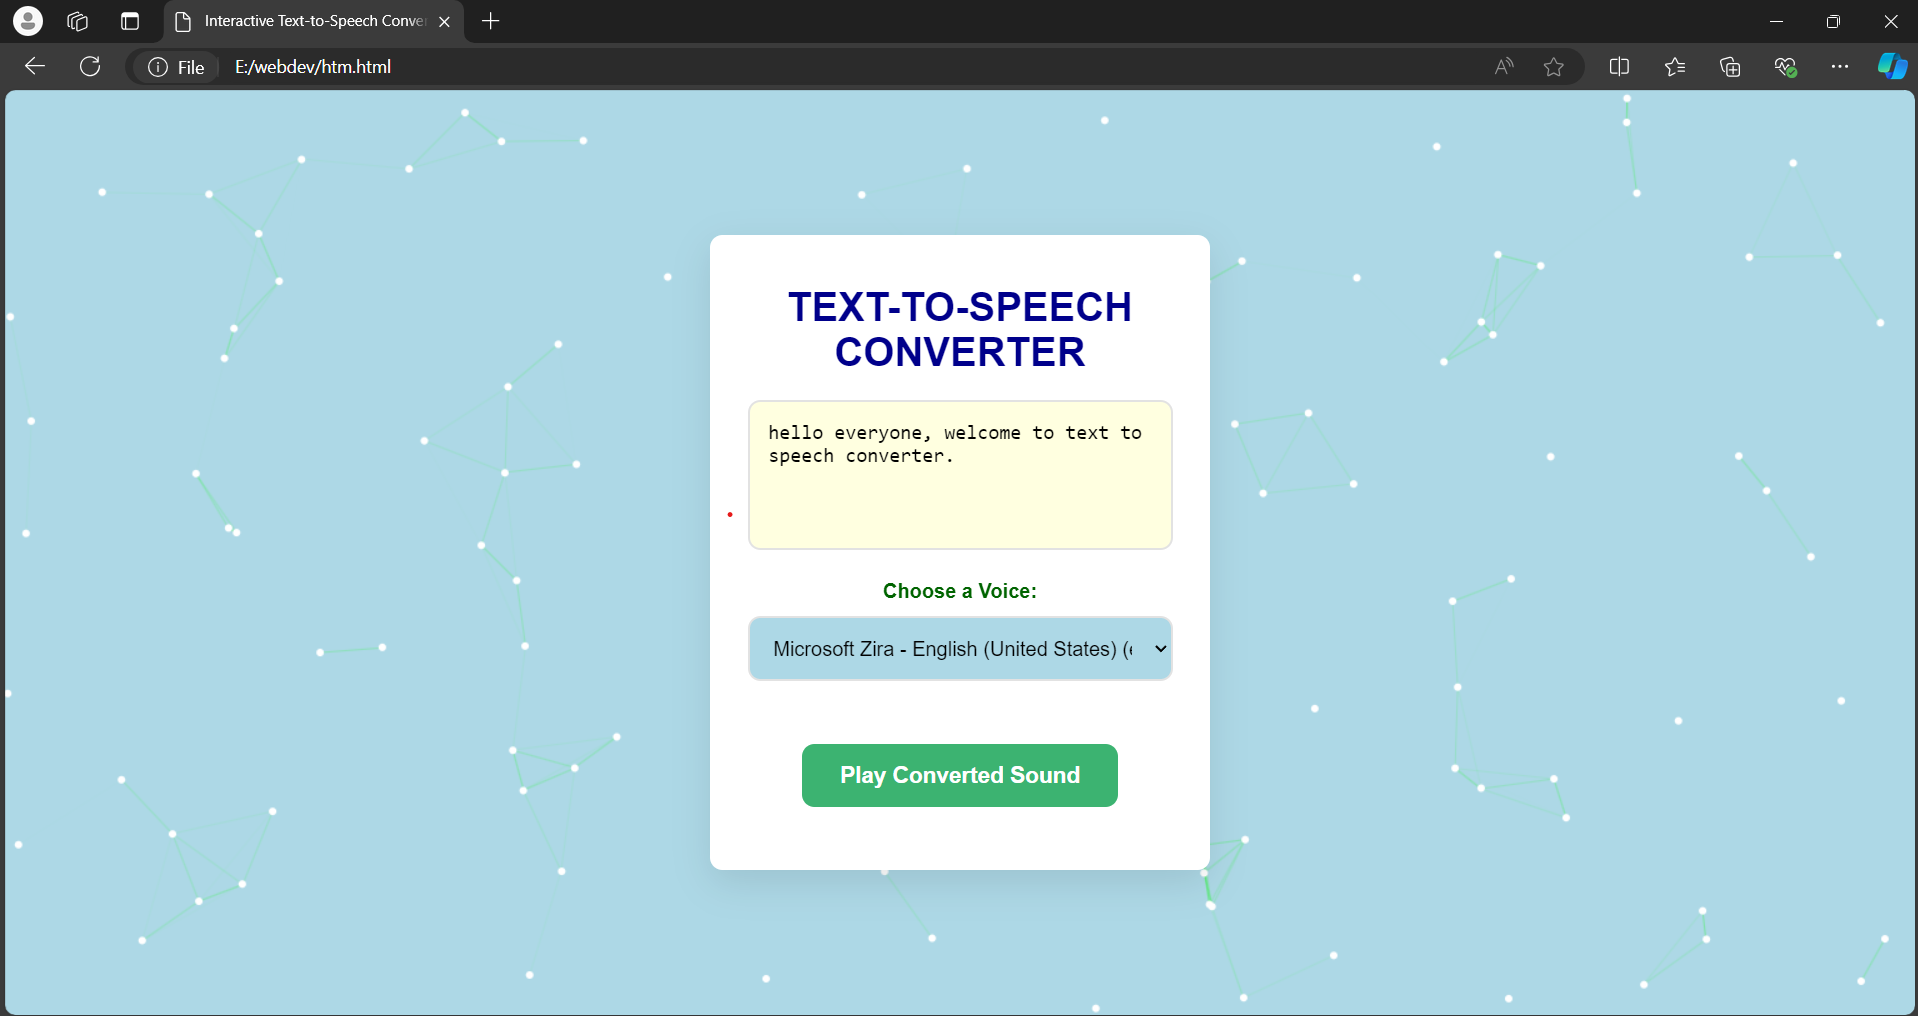 Interactive Text-to-Speech Conver
File
E:/webdev/htm.html
TEXT-TO-SPEECH
CONVERTER
hello everyone, welcome to text to
speech converter.
Choose a Voice:
Microsoft Zira - English (United States) (
Play Converted Sound